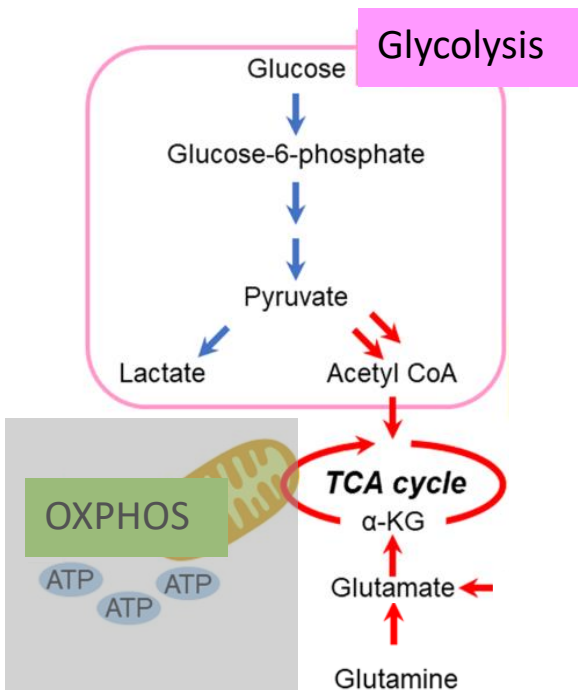 Glycolysis
Glucose
Glucose-6-phosphate
Pyruvate
Lactate
Acetyl CoA
TCA cycle
OXPHOS
α-KG
ATP
ATP
ATP
Glutamate
Glutamine